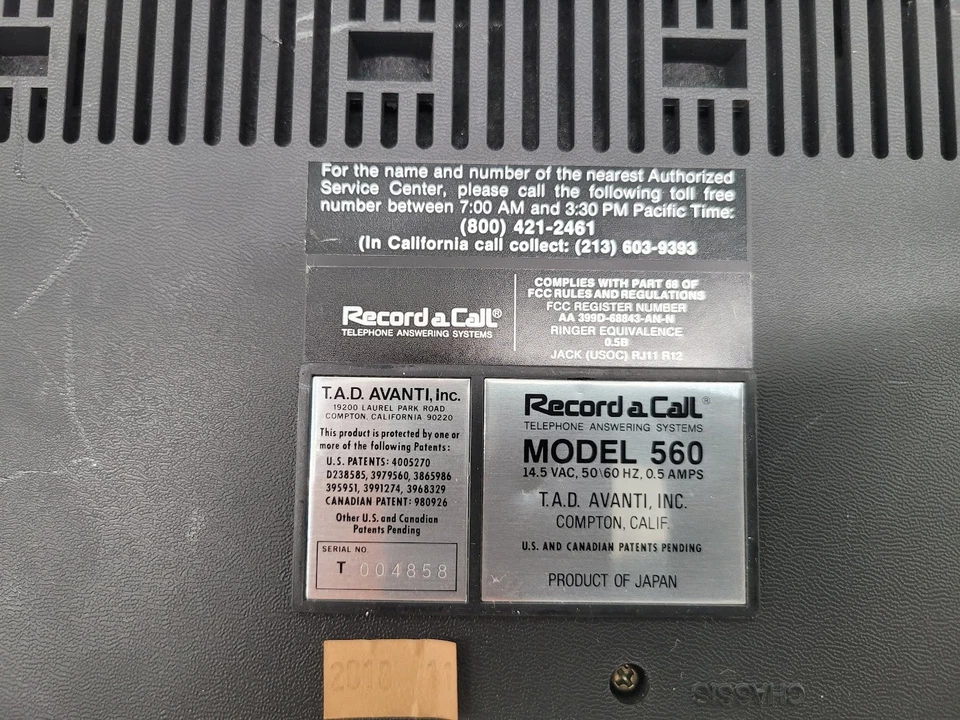 For the name and number of the nearest Authorized
Service Center, please call the following toll free
number between 7:00 AM and 3:30 PM Pacific Time:
(800) 421-2461
(In California call collect: (213) 603-9393
Record a Call®
TELEPHONE ANSWERING SYSTEMS
COMPLIES WITH PART 68 OF
FCC RULES AND REGULATIONS
FCC REGISTER NUMBER
AA 399D-68843-AN-N
RINGER EQUIVALENCE
0.5B
JACK (USOC) RJ11 R12
T.A.D. AVANTI, Inc.
19200 LAUREL PARK ROAD
COMPTON, CALIFORNIA 90220
This product is protected by one or
more of the following Patents:
U.S. PATENTS: 4005270
D238585, 3979560, 3865986
395951, 3991274, 3968329
CANADIAN PATENT: 980926
Other U.S. and Canadian
Patents Pending
SERIAL NO.
T 004858
Record a Call®
TELEPHONE ANSWERING SYSTEMS
MODEL 560
14.5 VAC, 50\60 HZ, 0.5 AMPS
T.A.D. AVANTI, INC.
COMPTON, CALIF.
U.S. AND CANADIAN PATENTS PENDING
PRODUCT OF JAPAN
CHASSIS